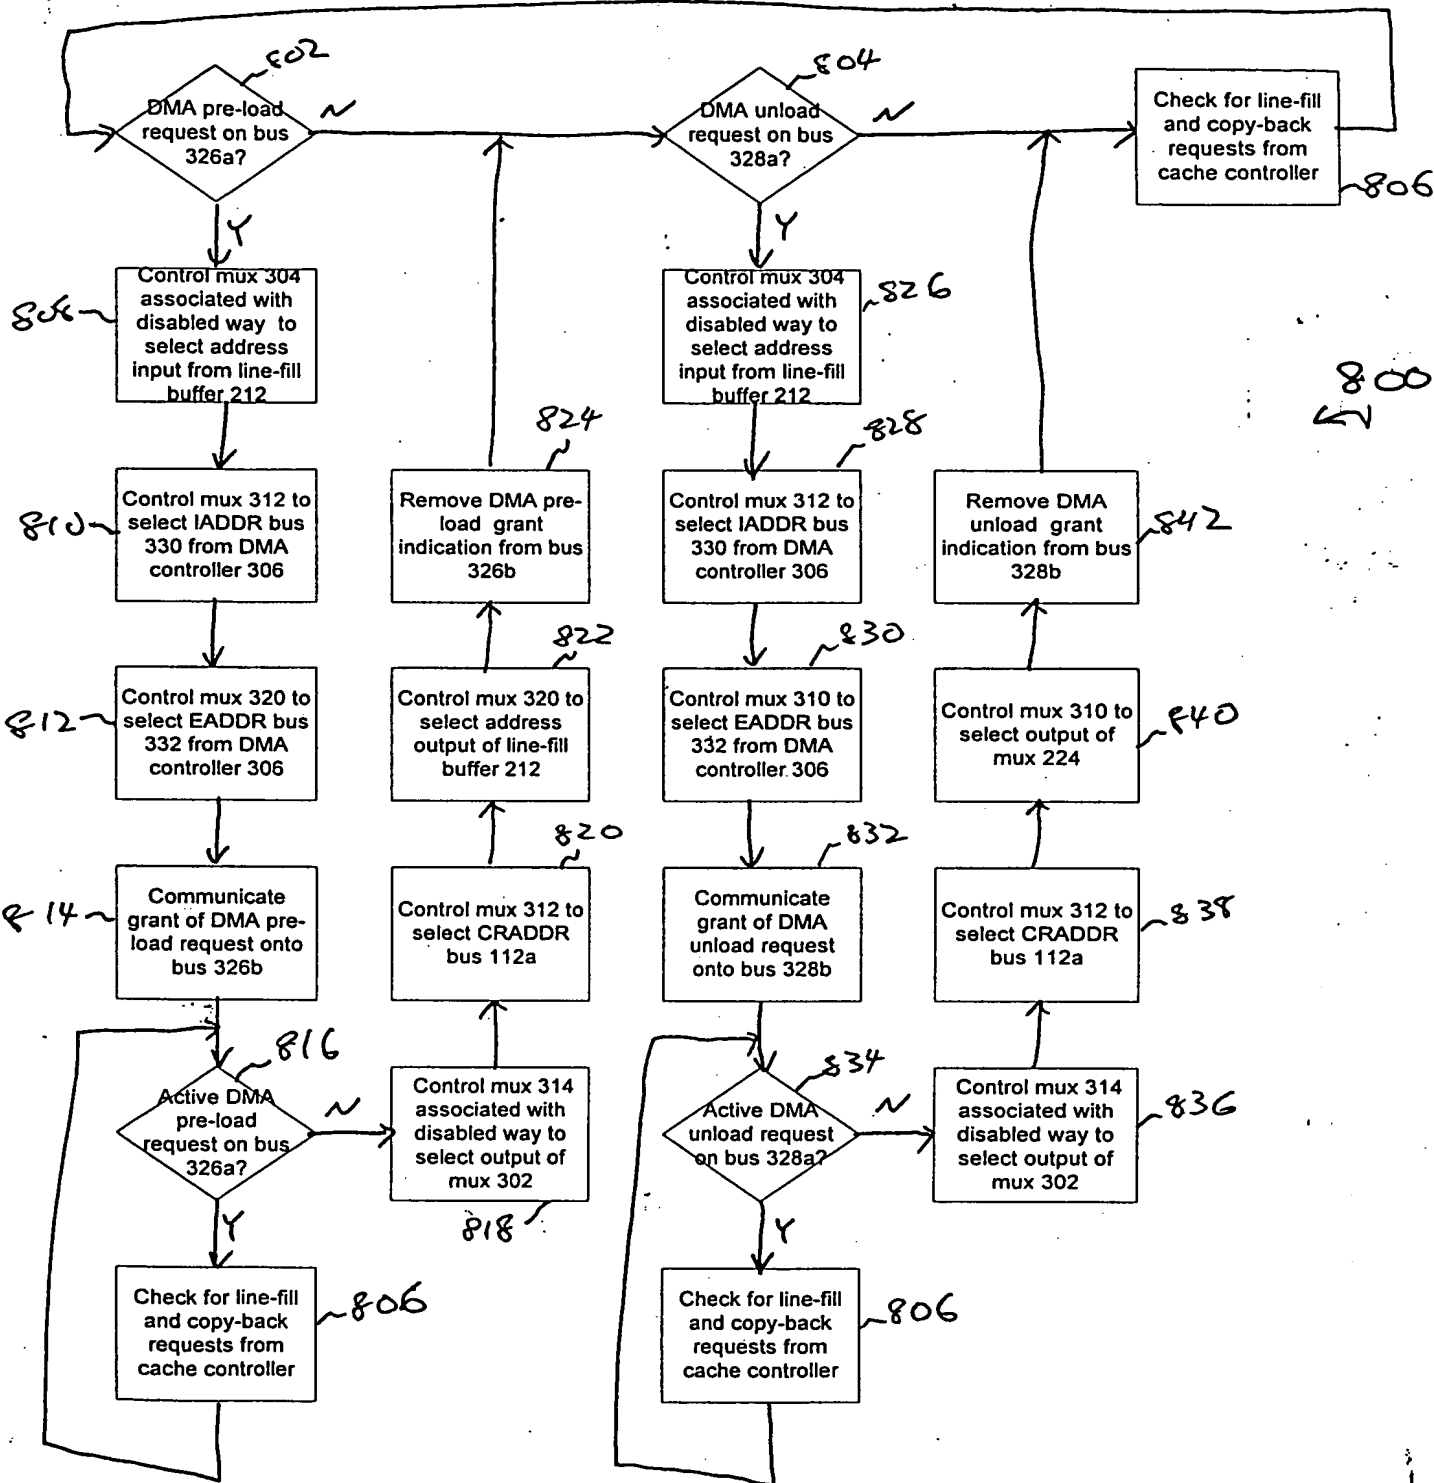 802
DMA pre-load
request on bus
326a?
N
Y
804
DMA unload
request on bus
328a?
N
Y
Check for line-fill
and copy-back
requests from
cache controller
806
800
Control mux 304
associated with
disabled way to
select address
input from line-fill
buffer 212
Control mux 304
associated with
disabled way to
select address
input from line-fill
buffer 212
826
810
Control mux 312 to
select IADDR bus
330 from DMA
controller 306
824
Remove DMA pre-
load grant
indication from bus
326b
828
Control mux 312 to
select IADDR bus
330 from DMA
controller 306
Remove DMA
unload grant
indication from bus
328b
842
812
Control mux 320 to
select EADDR bus
332 from DMA
controller 306
822
Control mux 320 to
select address
output of line-fill
buffer 212
830
Control mux 310 to
select EADDR bus
332 from DMA
controller 306
Control mux 310 to
select output of
mux 224
840
814
Communicate
grant of DMA pre-
load request onto
bus 326b
820
Control mux 312 to
select CRADDR
bus 112a
832
Communicate
grant of DMA
unload request
onto bus 328b
Control mux 312 to
select CRADDR
bus 112a
838
816
Active DMA
pre-load
request on bus
326a?
N
Y
Control mux 314
associated with
disabled way to
select output of
mux 302
818
834
Active DMA
unload request
on bus 328a?
N
Y
Control mux 314
associated with
disabled way to
select output of
mux 302
836
Check for line-fill
and copy-back
requests from
cache controller
806
Check for line-fill
and copy-back
requests from
cache controller
806